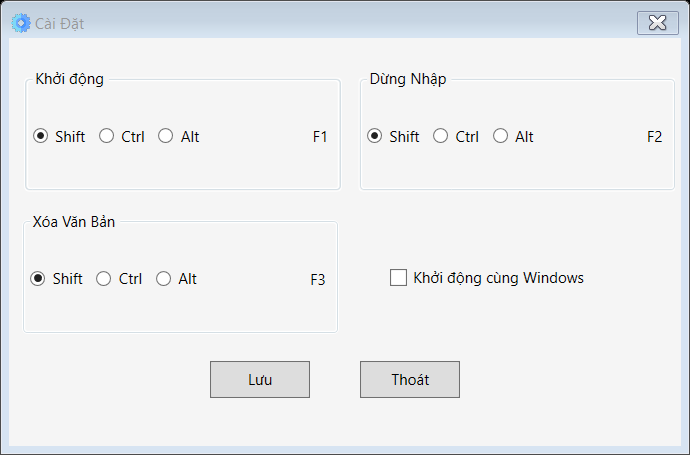 Cài Đặt
Khởi động
Shift Ctrl Alt F1
Dừng Nhập
Shift Ctrl Alt F2
Xóa Văn Bản
Shift Ctrl Alt F3
Khởi động cùng Windows
Lưu
Thoát